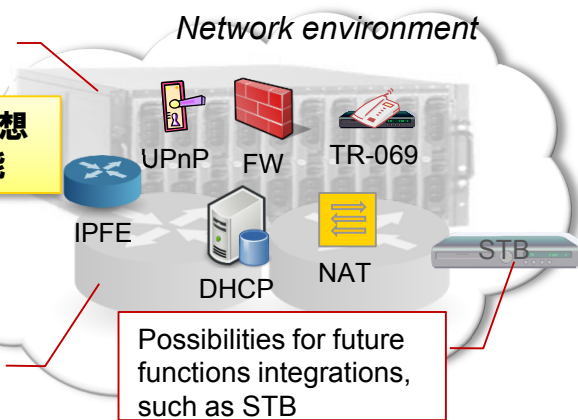 Network environment
想
能
UPnP
FW
TR-069
IPFE
DHCP
NAT
STB
Possibilities for future
functions integrations,
such as STB